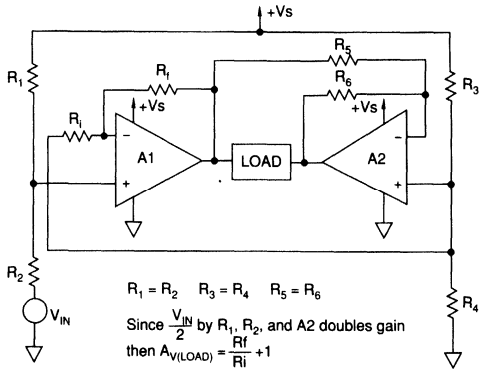 +Vs
R5
R1
Rf
R6
R3
+Vs
+Vs
Ri
−
−
A1
LOAD
A2
+
+
R2
VIN
R4
R1 = R2 R3 = R4 R5 = R6
Since VIN/2 by R1, R2, and A2 doubles gain
then AV(LOAD) = Rf/Ri +1